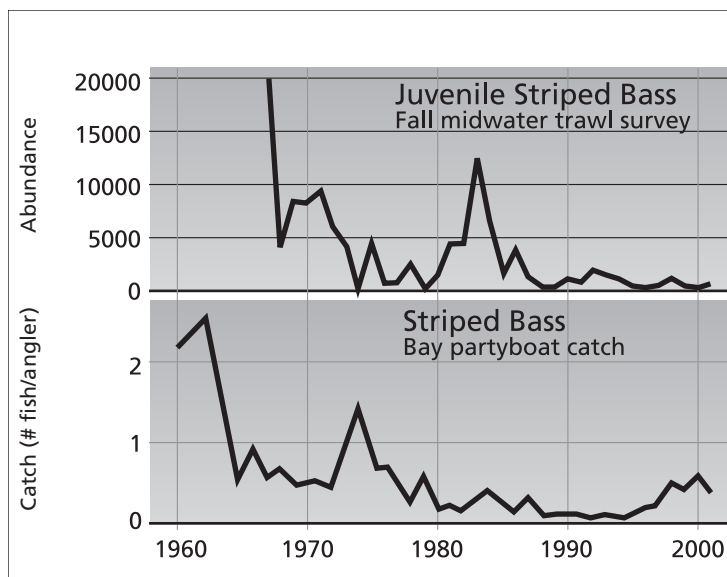 20000
15000
10000
5000
0
Abundance
Juvenile Striped Bass
Fall midwater trawl survey
2
1
0
Catch (# fish/angler)
Striped Bass
Bay partyboat catch
1960 1970 1980 1990 2000